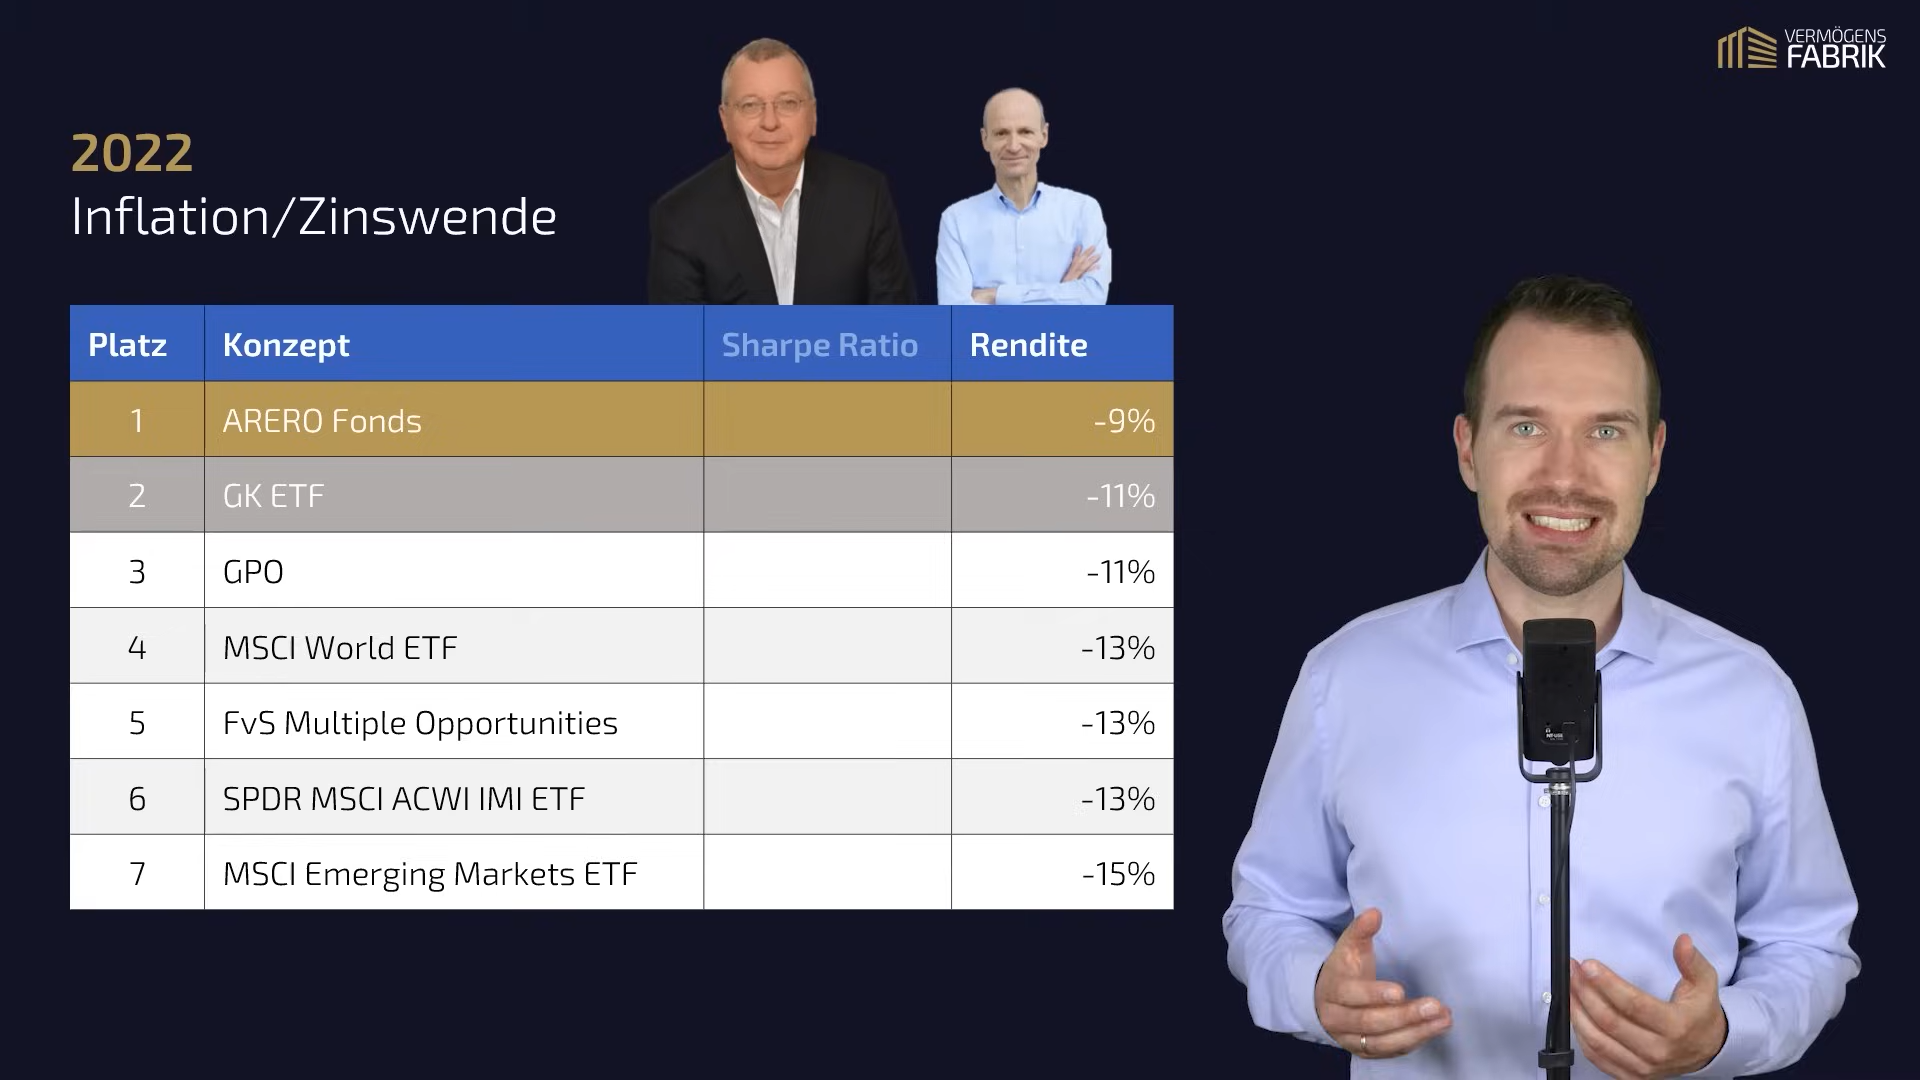 VERMÖGENS
FABRIK
2022
Inflation/Zinswende
Platz Konzept Sharpe Ratio Rendite
1 ARERO Fonds -9%
2 GK ETF -11%
3 GPO -11%
4 MSCI World ETF -13%
5 FvS Multiple Opportunities -13%
6 SPDR MSCI ACWI IMI ETF -13%
7 MSCI Emerging Markets ETF -15%